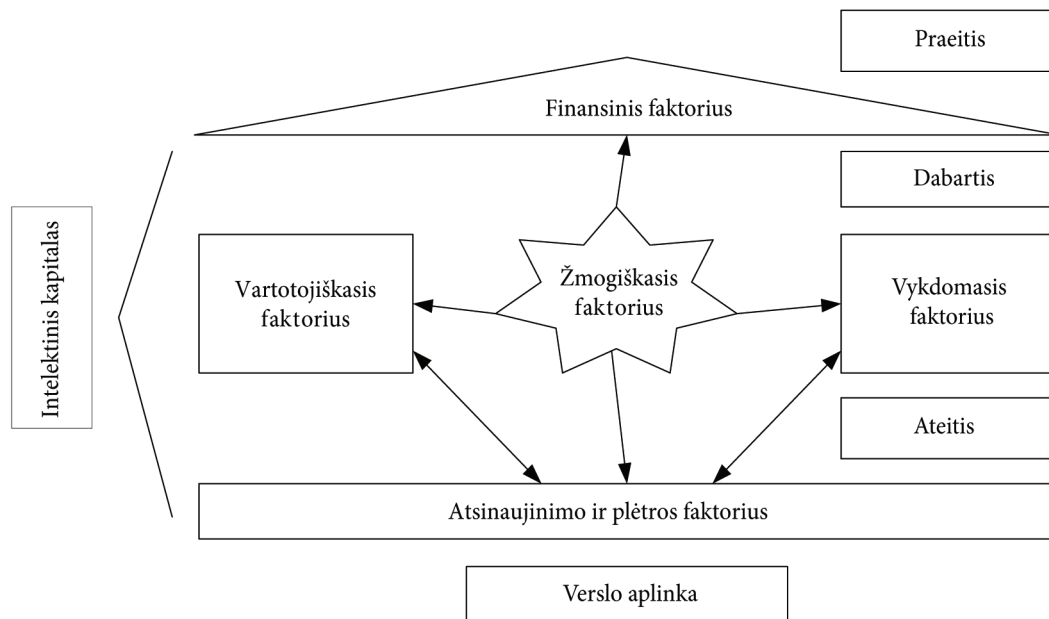 Praeitis
Finansinis faktorius
Dabartis
Intelektinis kapitalas
Vartotojiškasis
faktorius
Žmogiškasis
faktorius
Vykdomasis
faktorius
Ateitis
Atsinaujinimo ir plėtros faktorius
Verslo aplinka